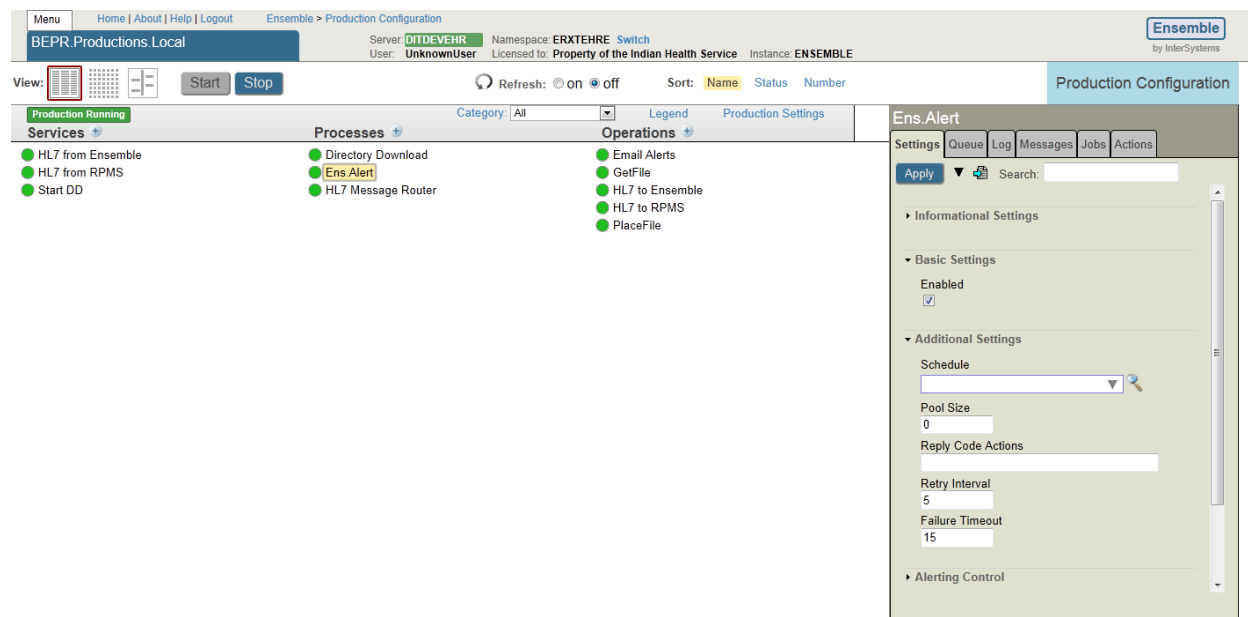 Menu Home | About | Help | Logout Ensemble > Production Configuration
BEPR.Productions.Local
Server: DITDEVEHR Namespace: ERXTEHRE Switch
User: UnknownUser Licensed to: Property of the Indian Health Service Instance: ENSEMBLE
Ensemble
by InterSystems
View: Start Stop Refresh: on off Sort: Name Status Number
Production Configuration
Production Running Category: All Legend Production Settings
Services Processes Operations
HL7 from Ensemble Directory Download Email Alerts
HL7 from RPMS Ens.Alert GetFile
Start DD HL7 Message Router HL7 to Ensemble
HL7 to RPMS
PlaceFile
Ens.Alert
Settings Queue Log Messages Jobs Actions
Apply Search:
Informational Settings
Basic Settings
Enabled
Additional Settings
Schedule
Pool Size
0
Reply Code Actions
Retry Interval
5
Failure Timeout
15
Alerting Control